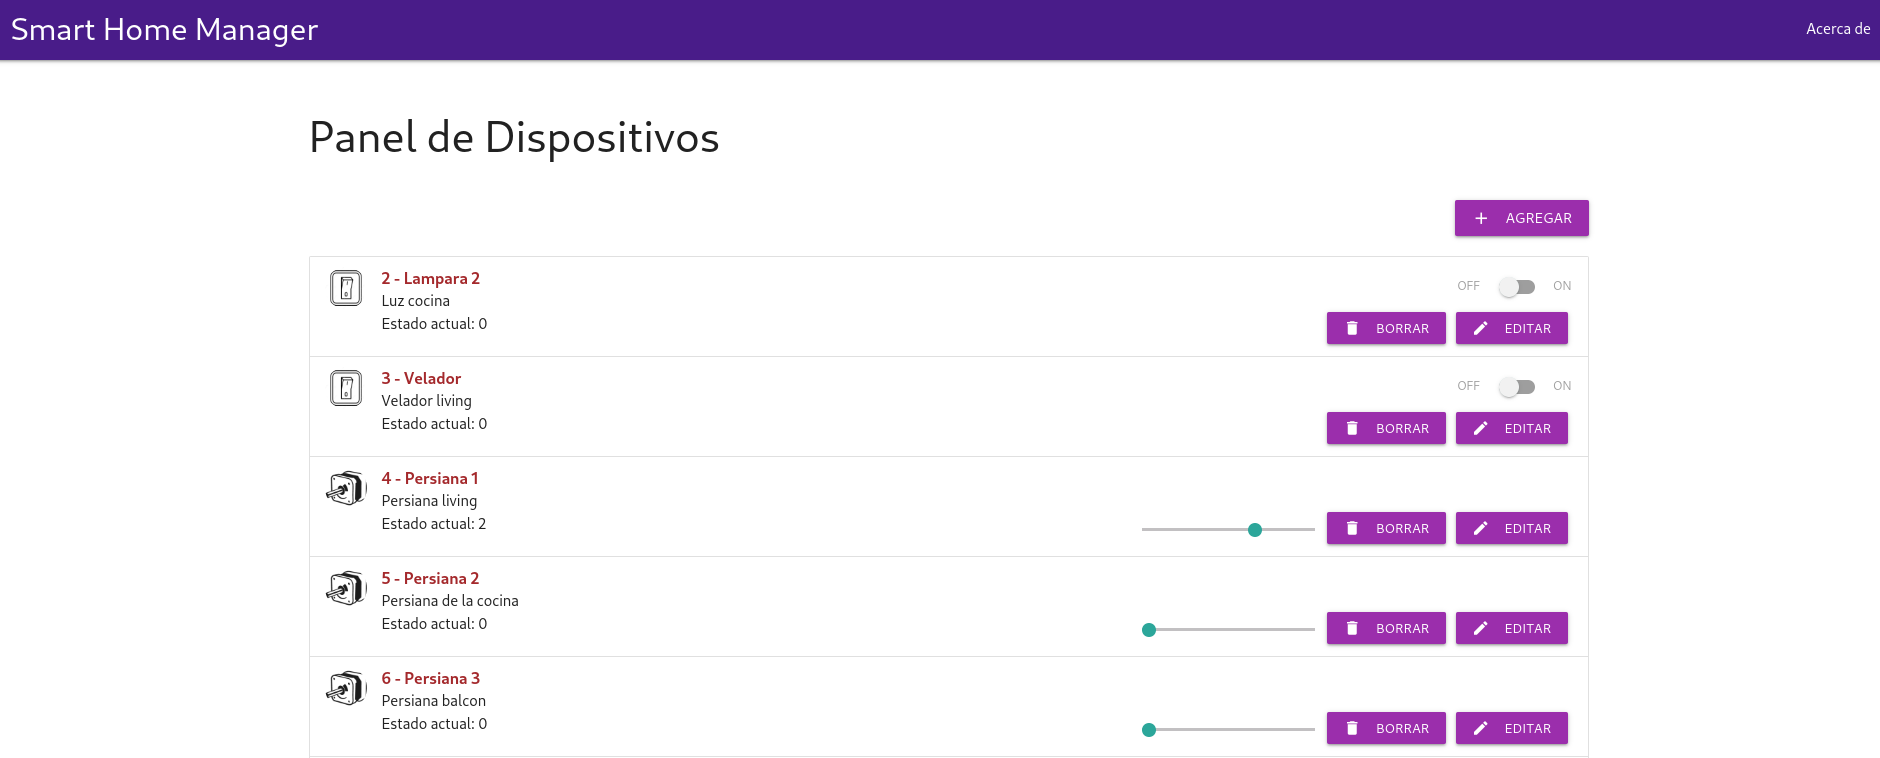 Smart Home Manager
Acerca de
Panel de Dispositivos
AGREGAR
2 - Lampara 2
Luz cocina
Estado actual: 0
OFF ON
BORRAR EDITAR
3 - Velador
Velador living
Estado actual: 0
OFF ON
BORRAR EDITAR
4 - Persiana 1
Persiana living
Estado actual: 2
BORRAR EDITAR
5 - Persiana 2
Persiana de la cocina
Estado actual: 0
BORRAR EDITAR
6 - Persiana 3
Persiana balcon
Estado actual: 0
BORRAR EDITAR